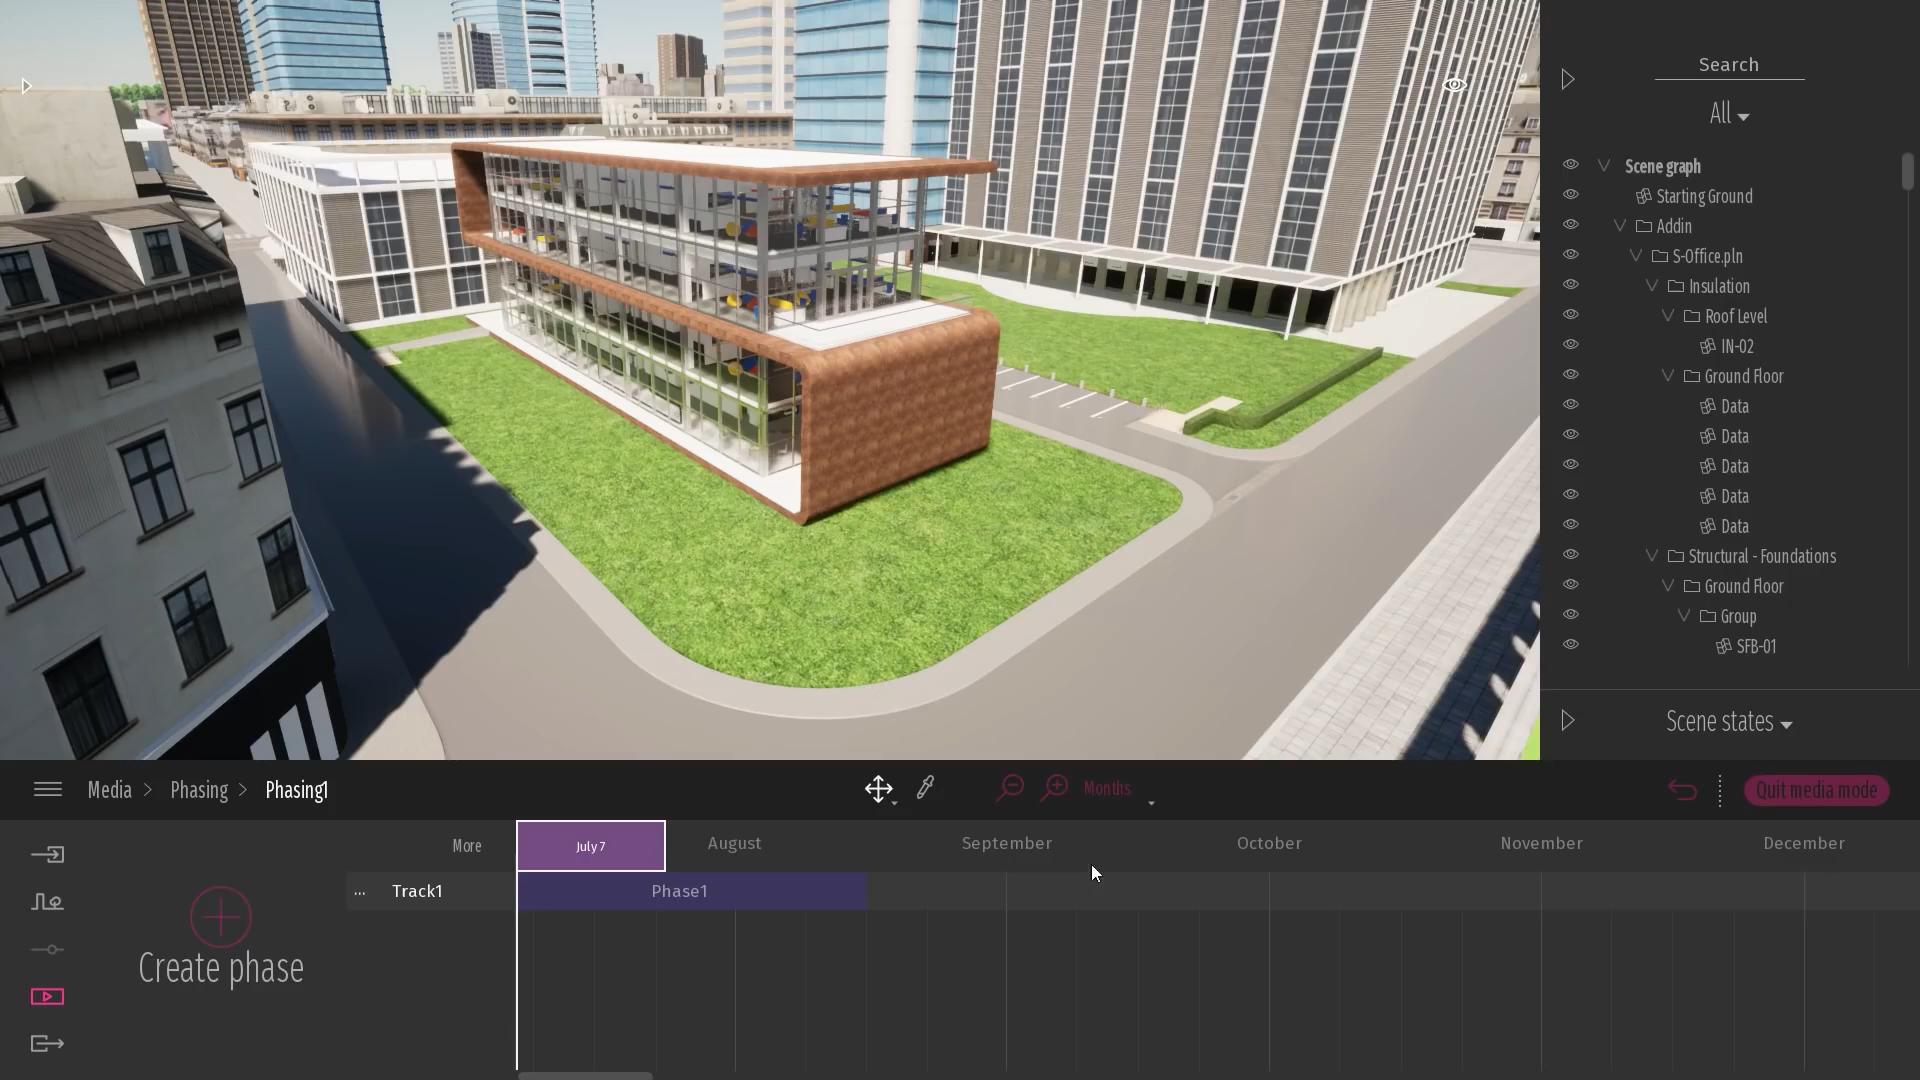 Search
All
Scene graph
Starting Ground
Addin
S-Office.pln
Insulation
Roof Level
IN-02
Ground Floor
Data
Data
Data
Data
Data
Structural - Foundations
Ground Floor
Group
SFB-01
Scene states
Media > Phasing > Phasing1
Months
Quit media mode
More
July 7
August
September
October
November
December
... Track1
Phase1
Create phase